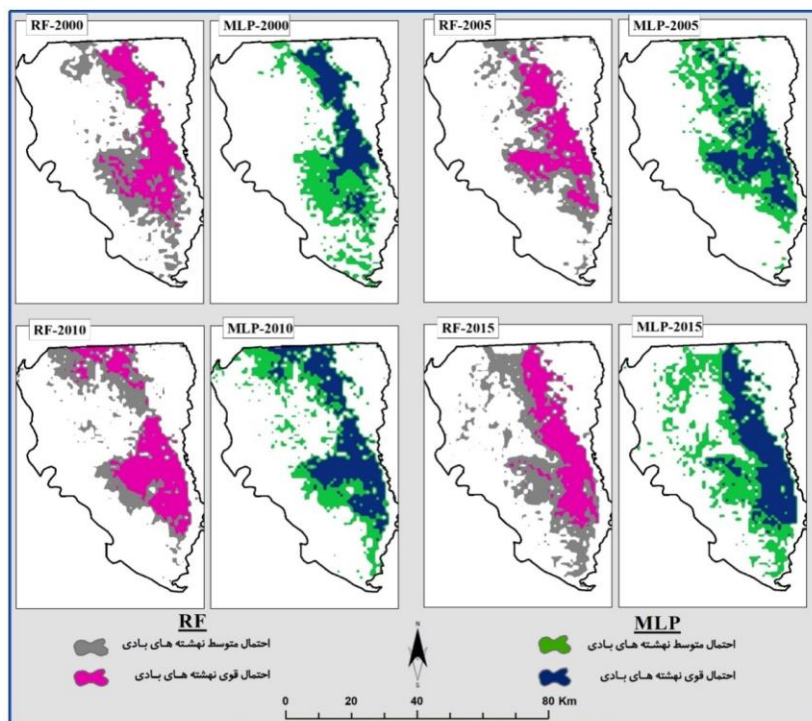 RF-2000
MLP-2000
RF-2005
MLP-2005
RF-2010
MLP-2010
RF-2015
MLP-2015
RF
احتمال متوسط نهشته های بادی
احتمال قوی نهشته های بادی
N
S
MLP
احتمال متوسط نهشته های بادی
احتمال قوی نهشته های بادی
0 20 40 80 Km